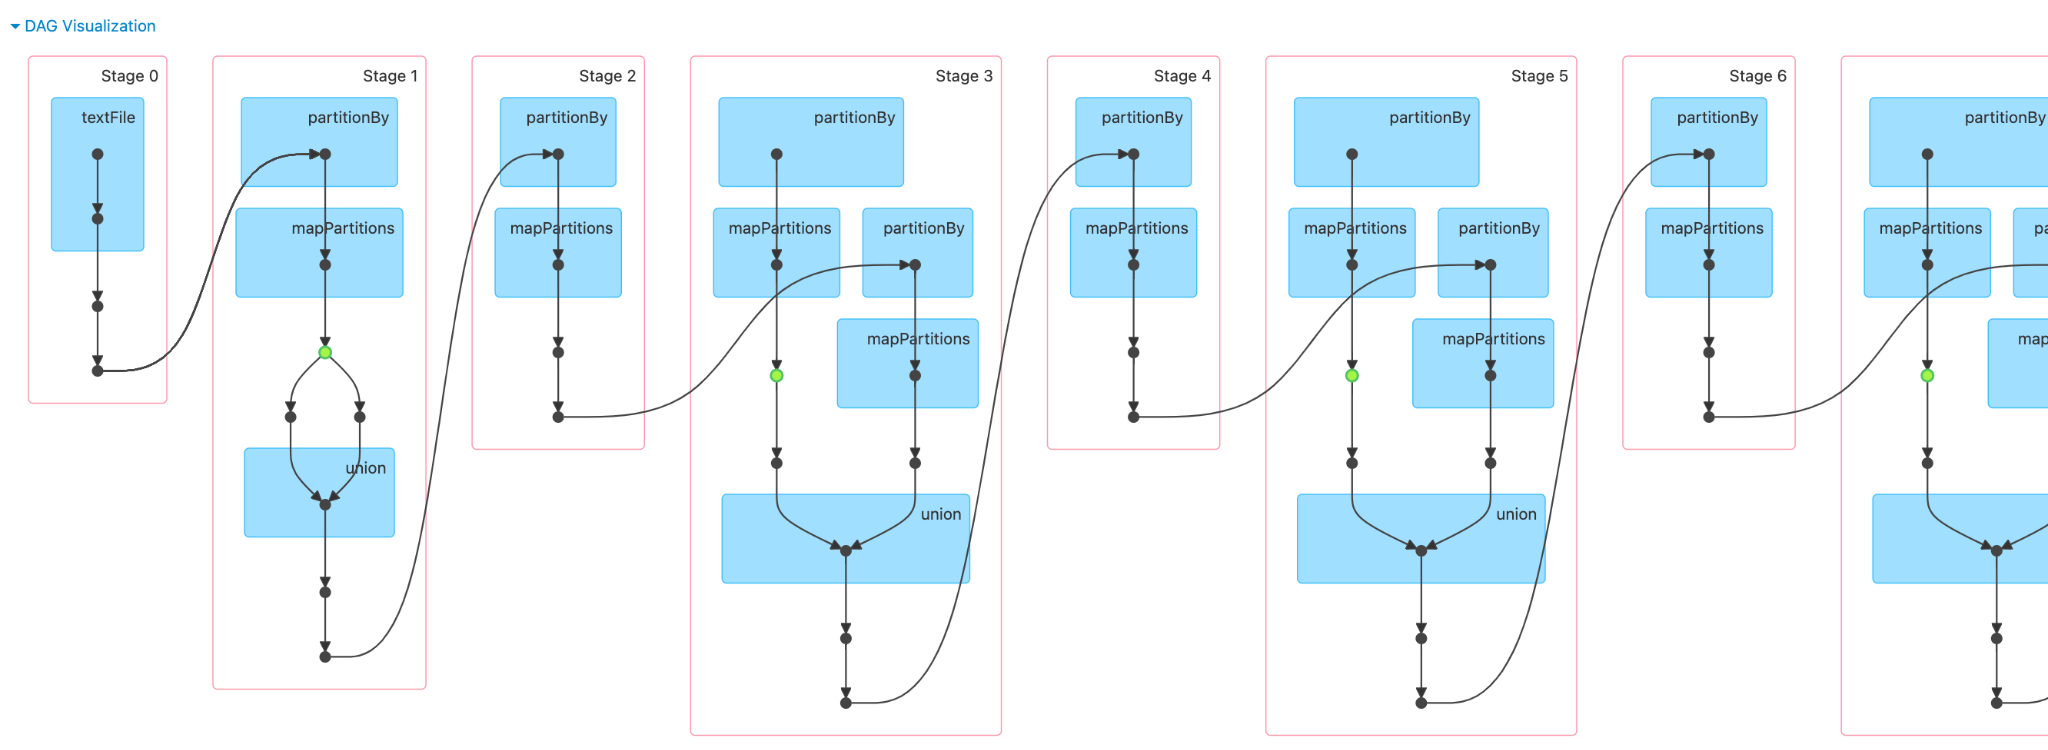 DAG Visualization
Stage 0
textFile
Stage 1
partitionBy
mapPartitions
union
Stage 2
partitionBy
mapPartitions
Stage 3
partitionBy
mapPartitions
partitionBy
mapPartitions
union
Stage 4
partitionBy
mapPartitions
Stage 5
partitionBy
mapPartitions
partitionBy
mapPartitions
union
Stage 6
partitionBy
mapPartitions
partitionBy
mapPartitions
pa
map